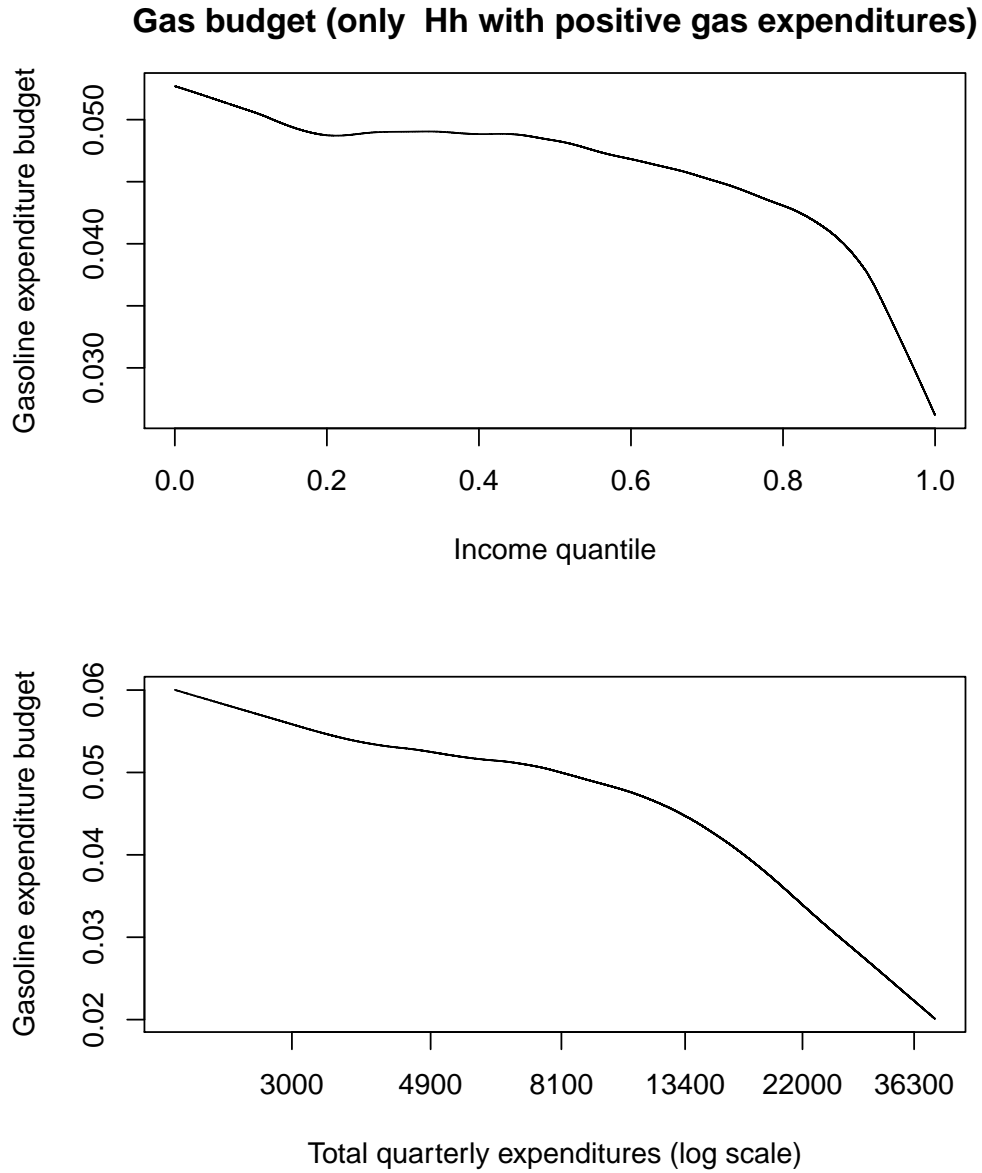 Gas budget (only  Hh with positive gas expenditures)
Gasoline expenditure budget
0.050
0.040
0.030
0.0 0.2 0.4 0.6 0.8 1.0
Income quantile
Gasoline expenditure budget
0.06
0.05
0.04
0.03
0.02
3000 4900 8100 13400 22000 36300
Total quarterly expenditures (log scale)